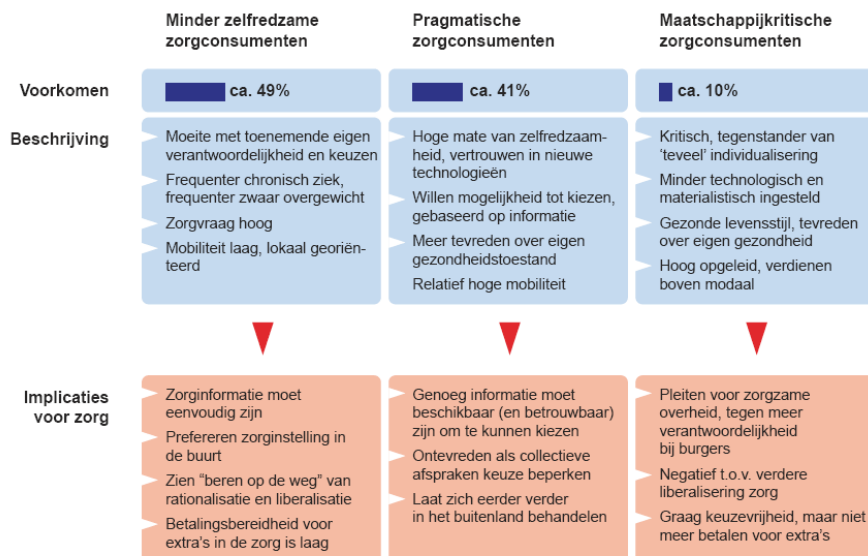 Minder zelfredzame
zorgconsumenten
Pragmatische
zorgconsumenten
Maatschappijkritische
zorgconsumenten
Voorkomen
ca. 49%
ca. 41%
ca. 10%
Beschrijving
Moeite met toenemende eigen
verantwoordelijkheid en keuzen
Frequenter chronisch ziek,
frequenter zwaar overgewicht
Zorgvraag hoog
Mobiliteit laag, lokaal georiën-
teerd
Hoge mate van zelfredzaam-
heid, vertrouwen in nieuwe
technologieën
Willen mogelijkheid tot kiezen,
gebaseerd op informatie
Meer tevreden over eigen
gezondheidstoestand
Relatief hoge mobiliteit
Kritisch, tegenstander van
‘teveel’ individualisering
Minder technologisch en
materialistisch ingesteld
Gezonde levensstijl, tevreden
over eigen gezondheid
Hoog opgeleid, verdienen
boven modaal
Implicaties
voor zorg
Zorginformatie moet
eenvoudig zijn
Prefereren zorginstelling in
de buurt
Zien “beren op de weg” van
rationalisatie en liberalisatie
Betalingsbereidheid voor
extra’s in de zorg is laag
Genoeg informatie moet
beschikbaar (en betrouwbaar)
zijn om te kunnen kiezen
Ontevreden als collectieve
afspraken keuze beperken
Laat zich eerder verder
in het buitenland behandelen
Pleiten voor zorgzame
overheid, tegen meer
verantwoordelijkheid
bij burgers
Negatief t.o.v. verdere
liberalisering zorg
Graag keuzevrijheid, maar niet
meer betalen voor extra’s